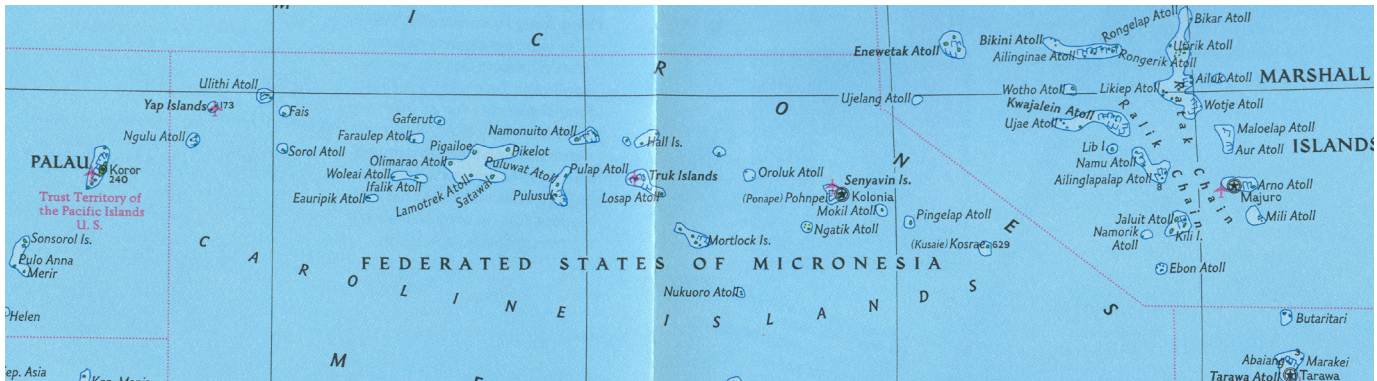 M I C R O N E S
Rongelap Atoll
Bikar Atoll
Enewetak Atoll
Bikini Atoll
Ailinginae Atoll
Rongerik Atoll
Utirik Atoll
Ulithi Atoll
Yap Islands
173
Fais
Ujelang Atoll
Wotho Atoll
Likiep Atoll
Ailuk Atoll
MARSHALL
ISLANDS
Kwajalein Atoll
Wotje Atoll
Ujae Atoll
Ralik Chain
Ratak Chain
Maloelap Atoll
Aur Atoll
Ngulu Atoll
Gaferut
Faraulep Atoll
Namonuito Atoll
Hall Is.
Sorol Atoll
Pigailoe
Pikelot
Olimarao Atoll
Puluwat Atoll
Pulap Atoll
Truk Islands
Oroluk Atoll
Senyavin Is.
Lib I.
Namu Atoll
Ailinglapalap Atoll
8
PALAU
Koror
240
Woleai Atoll
Ifalik Atoll
Eauripik Atoll
Lamotrek Atoll
Satawal
Pulusuk
Losap Atoll
(Ponape) Pohnpei
Kolonia
Mokil Atoll
Arno Atoll
Majuro
Trust Territory of
the Pacific Islands
U. S.
Ngatik Atoll
Pingelap Atoll
Jaluit Atoll
Mili Atoll
Namorik
Atoll
Kili I.
Sonsorol Is.
Pulo Anna
Merir
Mortlock Is.
(Kusaie) Kosrae
629
FEDERATED STATES OF MICRONESIA
CAROLINE ISLANDS
Ebon Atoll
Nukuoro Atoll
Helen
Butaritari
M
Abaiang
3
Marakei
Tarawa Atoll
Tarawa
ep. Asia